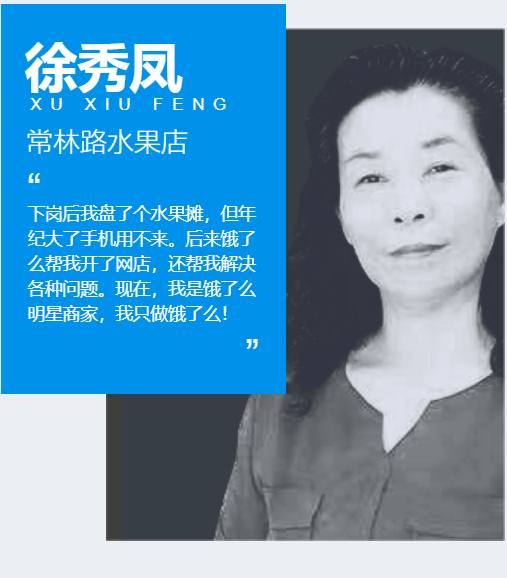 徐秀凤
XU XIU FENG
常林路水果店
“
下岗后我盘了个水果摊，但年
纪大了手机用不来。后来饿了
么帮我开了网店，还帮我解决
各种问题。现在，我是饿了么
明星商家，我只做饿了么！
”